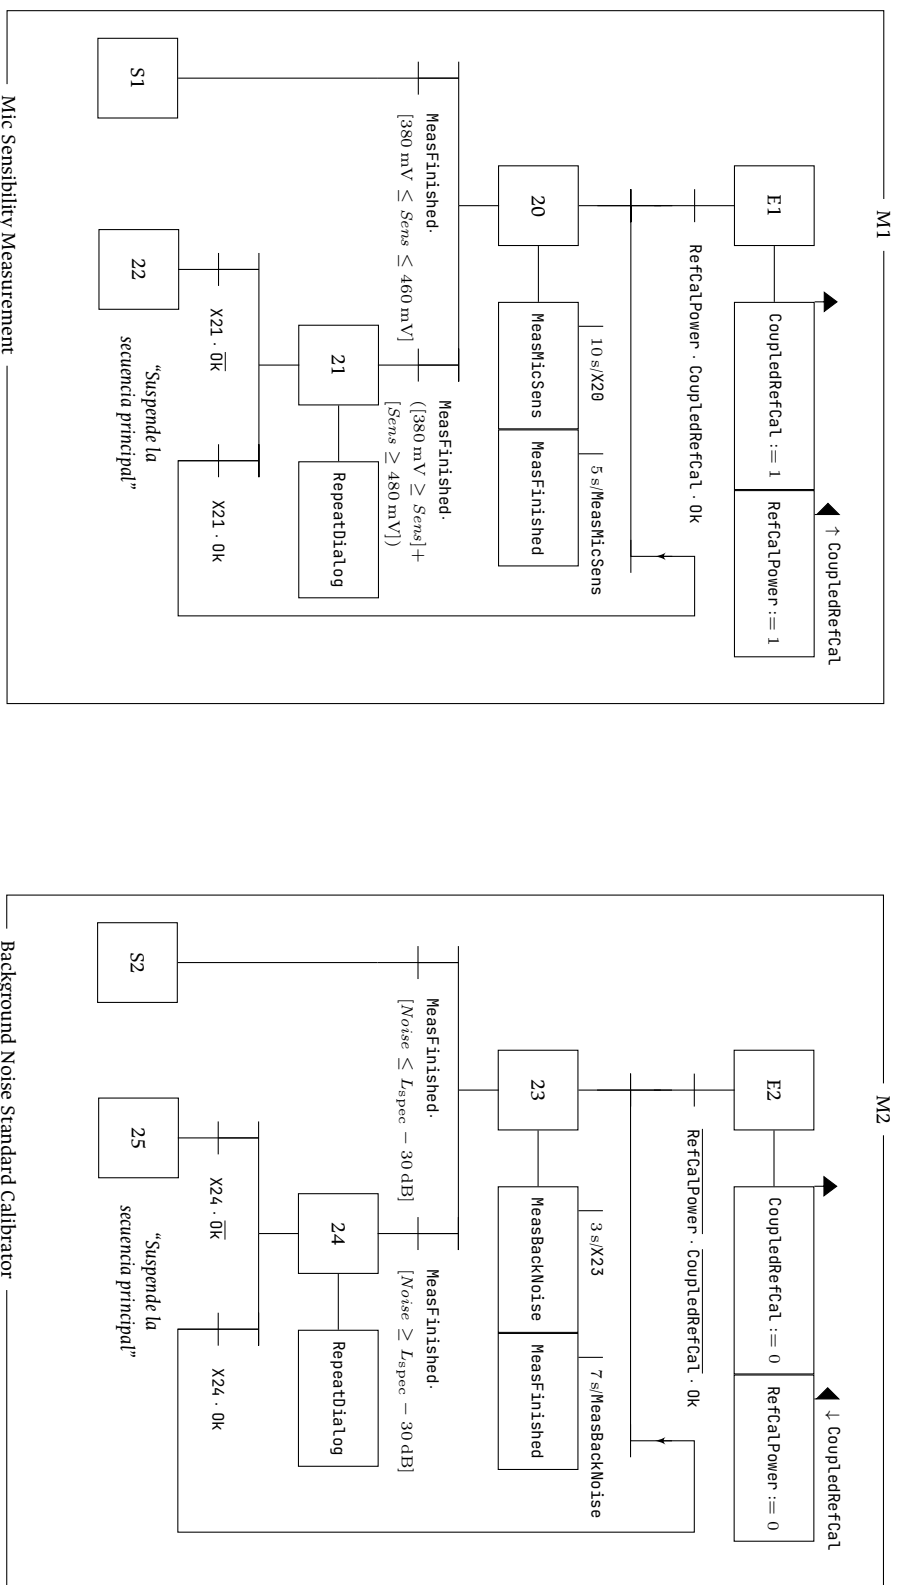 M1
E1
CoupledRefCal := 1
RefCalPower := 1
↑ CoupledRefCal
RefCalPower · CoupledRefCal · Ok
20
MeasMicSens
MeasFinished
10 s/X20
5 s/MeasMicSens
MeasFinished·
[380 mV ≤ Sens ≤ 460 mV]
MeasFinished·
([380 mV ≥ Sens]+
[Sens ≥ 480 mV])
S1
21
RepeatDialog
X21 · O̅k̅
X21 · Ok
22
“Suspende la
secuencia principal”
Mic Sensibility Measurement
M2
E2
CoupledRefCal := 0
RefCalPower := 0
↓ CoupledRefCal
R̅e̅f̅C̅a̅l̅P̅o̅w̅e̅r̅ · C̅o̅u̅p̅l̅e̅d̅R̅e̅f̅C̅a̅l̅ · Ok
23
MeasBackNoise
MeasFinished
3 s/X23
7 s/MeasBackNoise
MeasFinished·
[Noise ≤ Lspec − 30 dB]
MeasFinished·
[Noise ≥ Lspec − 30 dB]
S2
24
RepeatDialog
X24 · O̅k̅
X24 · Ok
25
“Suspende la
secuencia principal”
Background Noise Standard Calibrator